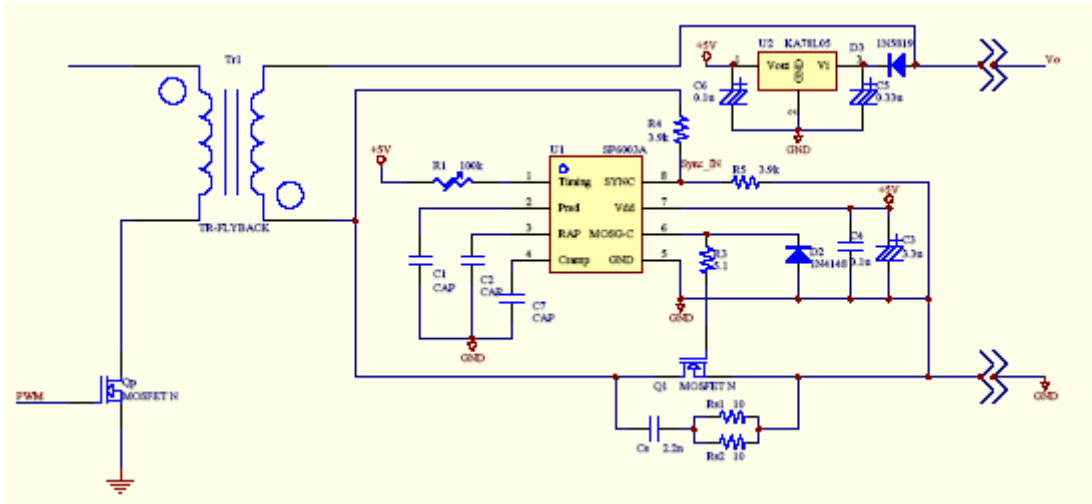 Tr1
TR-FLYBACK
PWM
Qp
MOSFET N
+5V
R1
100k
U1
SP6003A
1
Timing
SYNC
8
2
Pred
Vdd
7
3
RAP
MOSG-C
6
4
Cramp
GND
5
C1
CAP
C2
CAP
C7
CAP
GND
R4
3.9k
Sync_IN
R5
3.9k
+5V
U2
KA78L05
1
Vout
Vi
3
GND
C6
0.1u
D3
1N5819
C5
0.33u
GND
Vo
+5V
R3
5.1
D2
1N4148
C4
0.1u
C3
3.3u
GND
Q1
MOSFET N
GND
Rs1 10
Rs2 10
Cs
2.2n